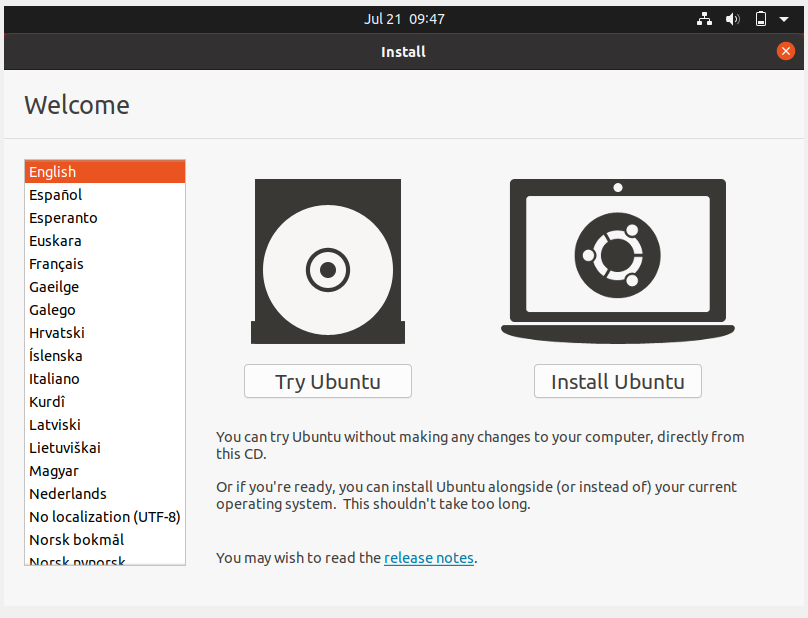 Jul 21  09:47
Install
Welcome
English
Español
Esperanto
Euskara
Français
Gaeilge
Galego
Hrvatski
Íslenska
Italiano
Kurdî
Latviski
Lietuviškai
Magyar
Nederlands
No localization (UTF-8)
Norsk bokmål
Norsk nynorsk
Try Ubuntu
Install Ubuntu
You can try Ubuntu without making any changes to your computer, directly from
this CD.
Or if you're ready, you can install Ubuntu alongside (or instead of) your current
operating system.  This shouldn't take too long.
You may wish to read the release notes.